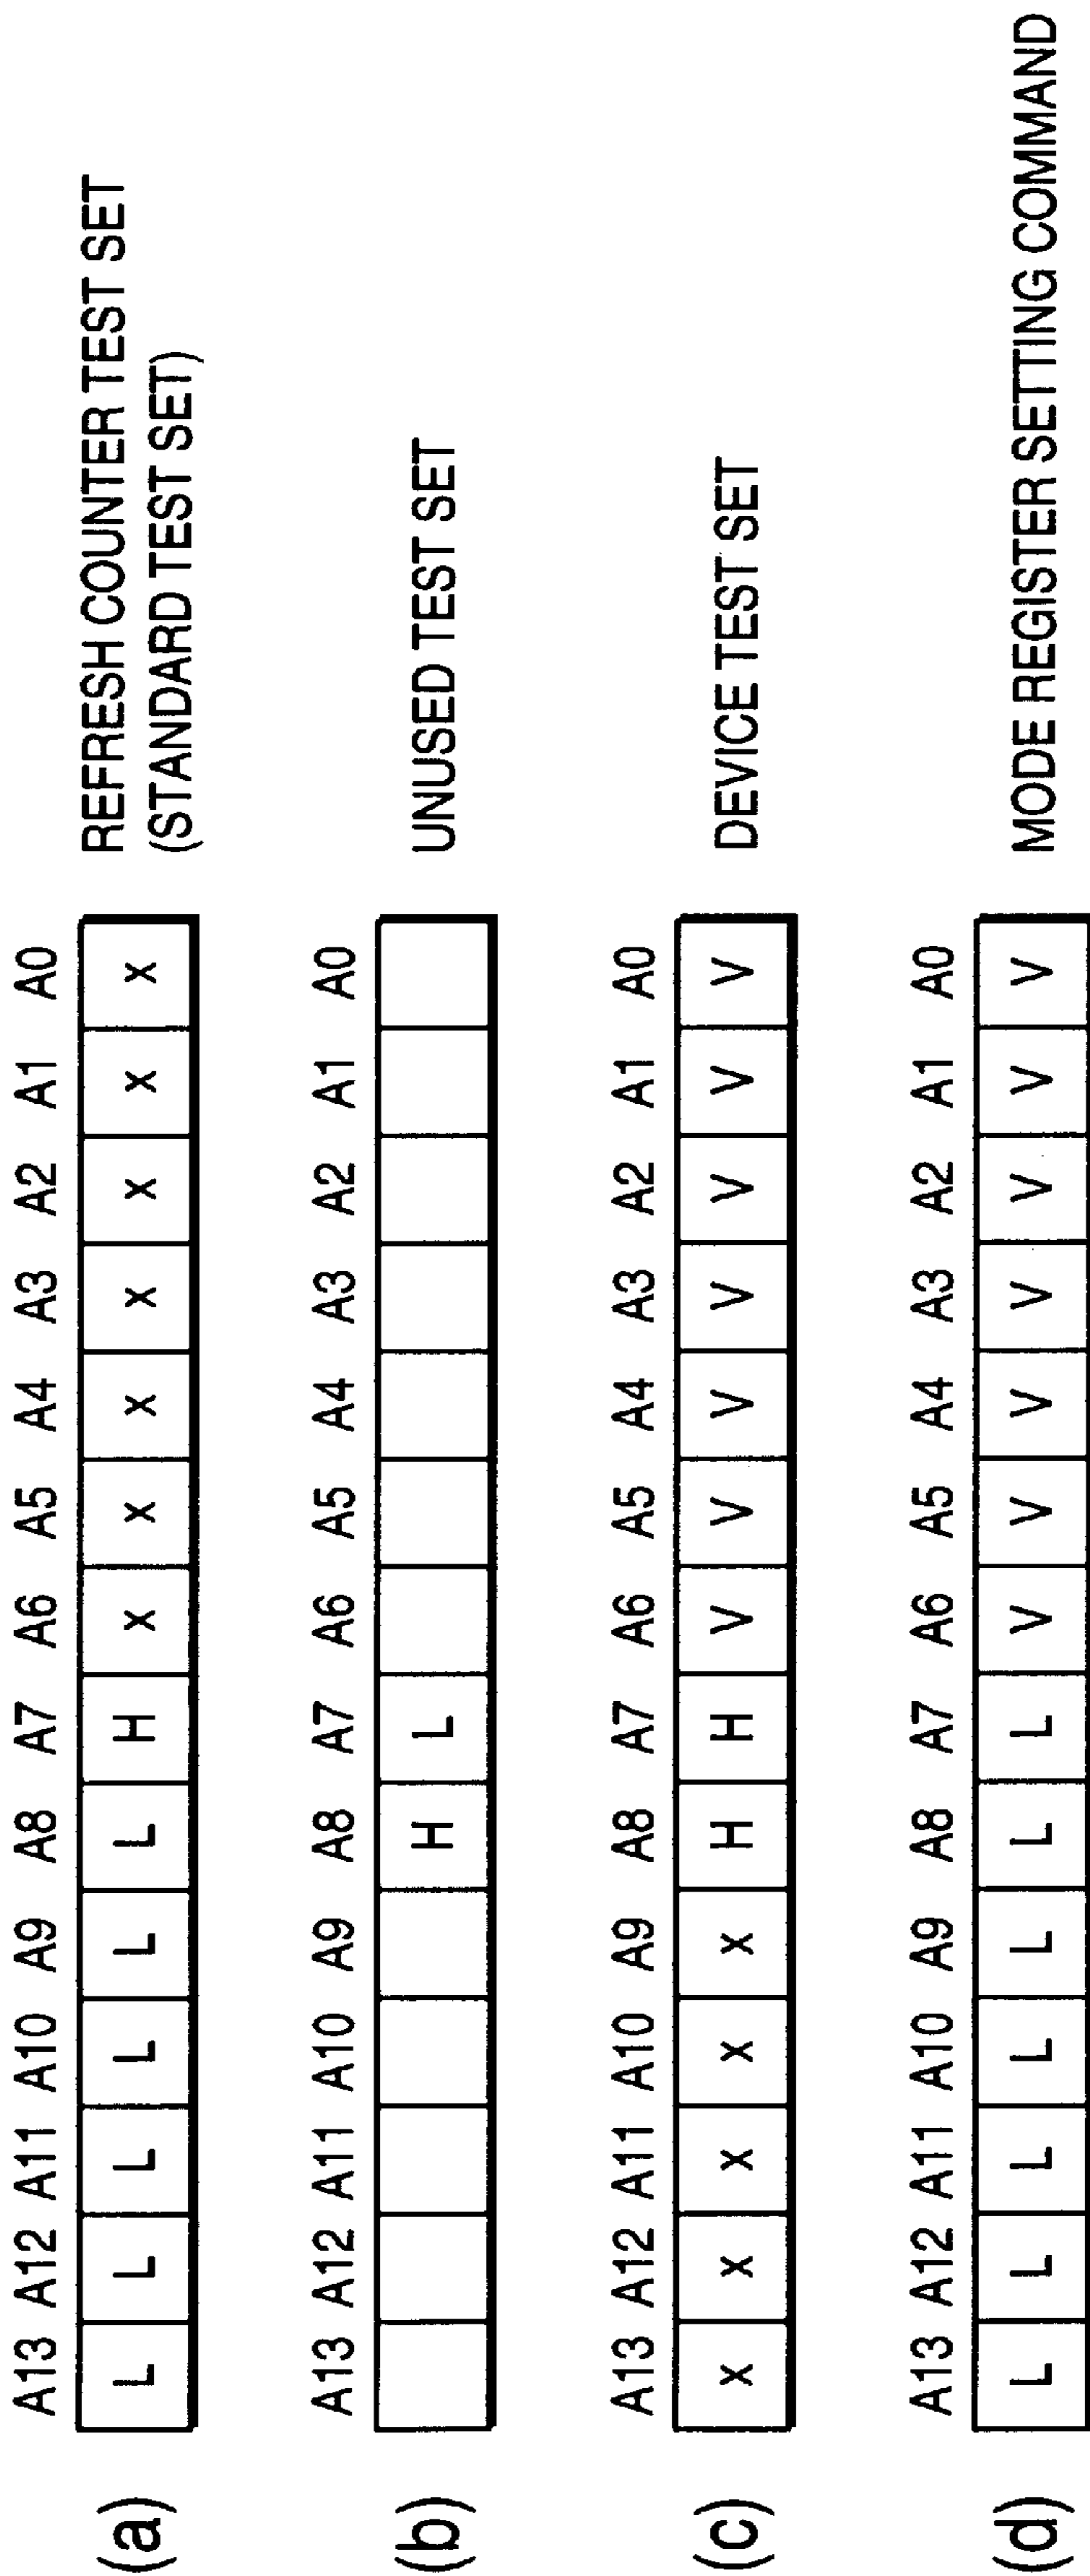 A13 A12 A11 A10 A9 A8 A7 A6 A5 A4 A3 A2 A1 A0
(a) L L L L L L H x x x x x x x REFRESH COUNTER TEST SET
(STANDARD TEST SET)
A13 A12 A11 A10 A9 A8 A7 A6 A5 A4 A3 A2 A1 A0
(b) H L UNUSED TEST SET
A13 A12 A11 A10 A9 A8 A7 A6 A5 A4 A3 A2 A1 A0
(c) x x x x x H H V V V V V V V DEVICE TEST SET
A13 A12 A11 A10 A9 A8 A7 A6 A5 A4 A3 A2 A1 A0
(d) L L L L L L L V V V V V V V MODE REGISTER SETTING COMMAND